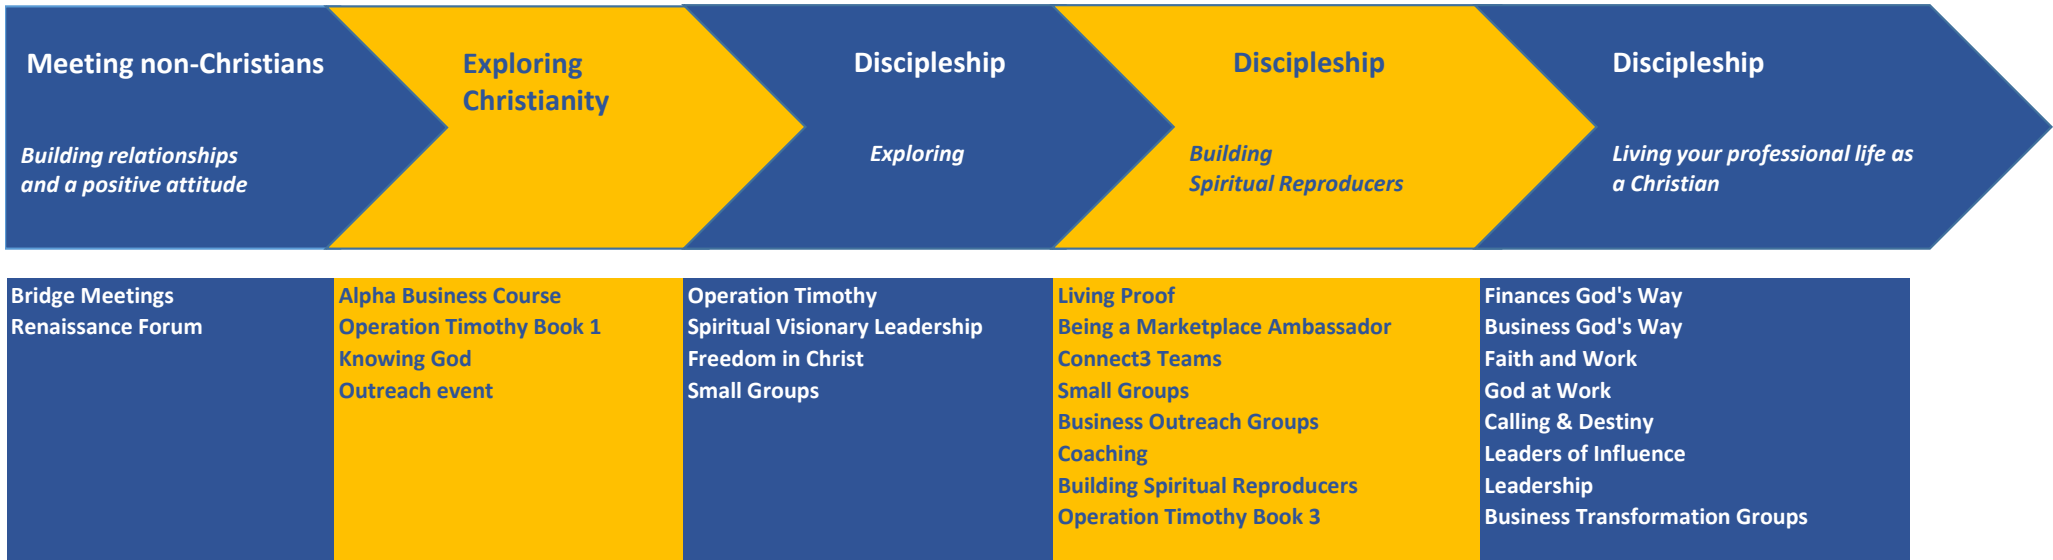 Meeting non-Christians
Building relationships
and a positive attitude
Exploring
Christianity
Discipleship
Exploring
Discipleship
Building
Spiritual Reproducers
Discipleship
Living your professional life as
a Christian
Bridge Meetings
Renaissance Forum
Alpha Business Course
Operation Timothy Book 1
Knowing God
Outreach event
Operation Timothy
Spiritual Visionary Leadership
Freedom in Christ
Small Groups
Living Proof
Being a Marketplace Ambassador
Connect3 Teams
Small Groups
Business Outreach Groups
Coaching
Building Spiritual Reproducers
Operation Timothy Book 3
Finances God's Way
Business God's Way
Faith and Work
God at Work
Calling & Destiny
Leaders of Influence
Leadership
Business Transformation Groups